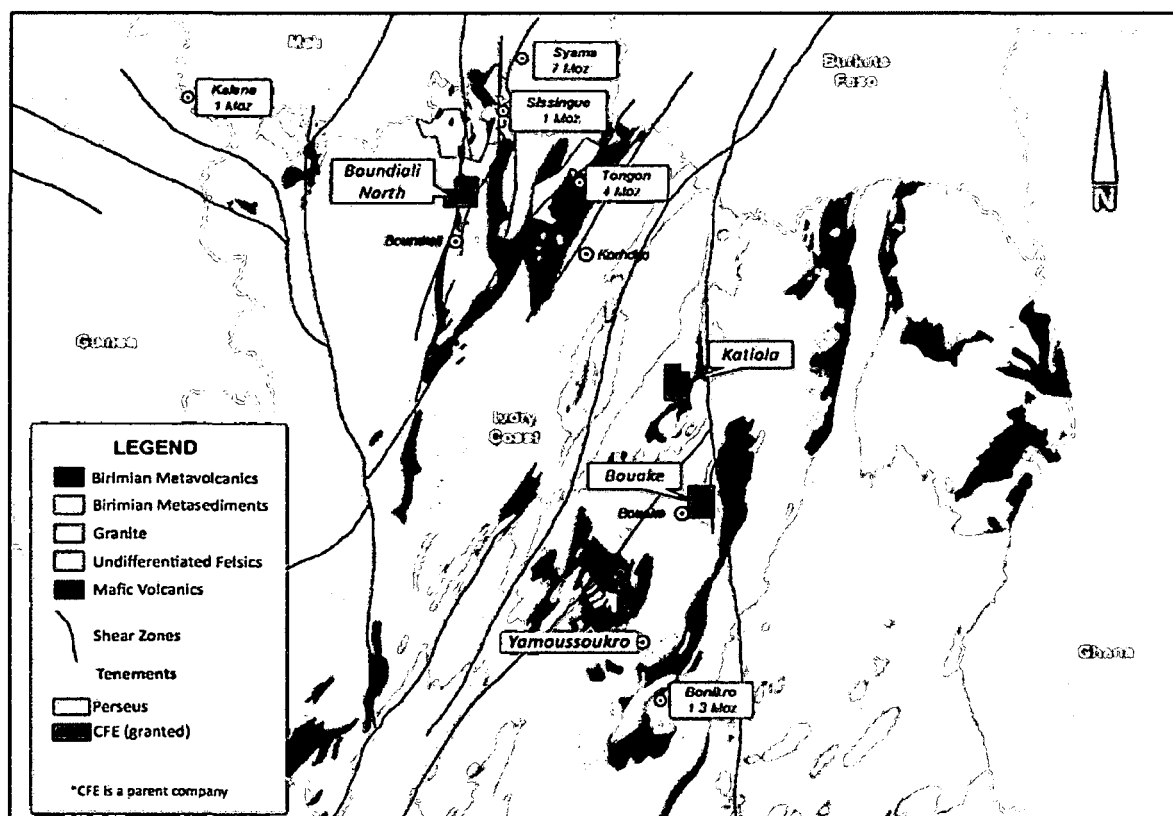 Mali
Syama
7 Moz
Burkina
Faso
Kalana
1 Moz
Sissingue
1 Moz
Boundiali
North
Tongon
4 Moz
N
Boundiali
Korhogo
Guinea
Katiola
Ivory
Coast
LEGEND
Birimian Metavolcanics
Birimian Metasediments
Granite
Undifferentiated Felsics
Mafic Volcanics
Shear Zones
Tenements
Perseus
CFE (granted)
*CFE is a parent company
Bouake
Bouake
Yamoussoukro
Ghana
Bonikro
1 3 Moz